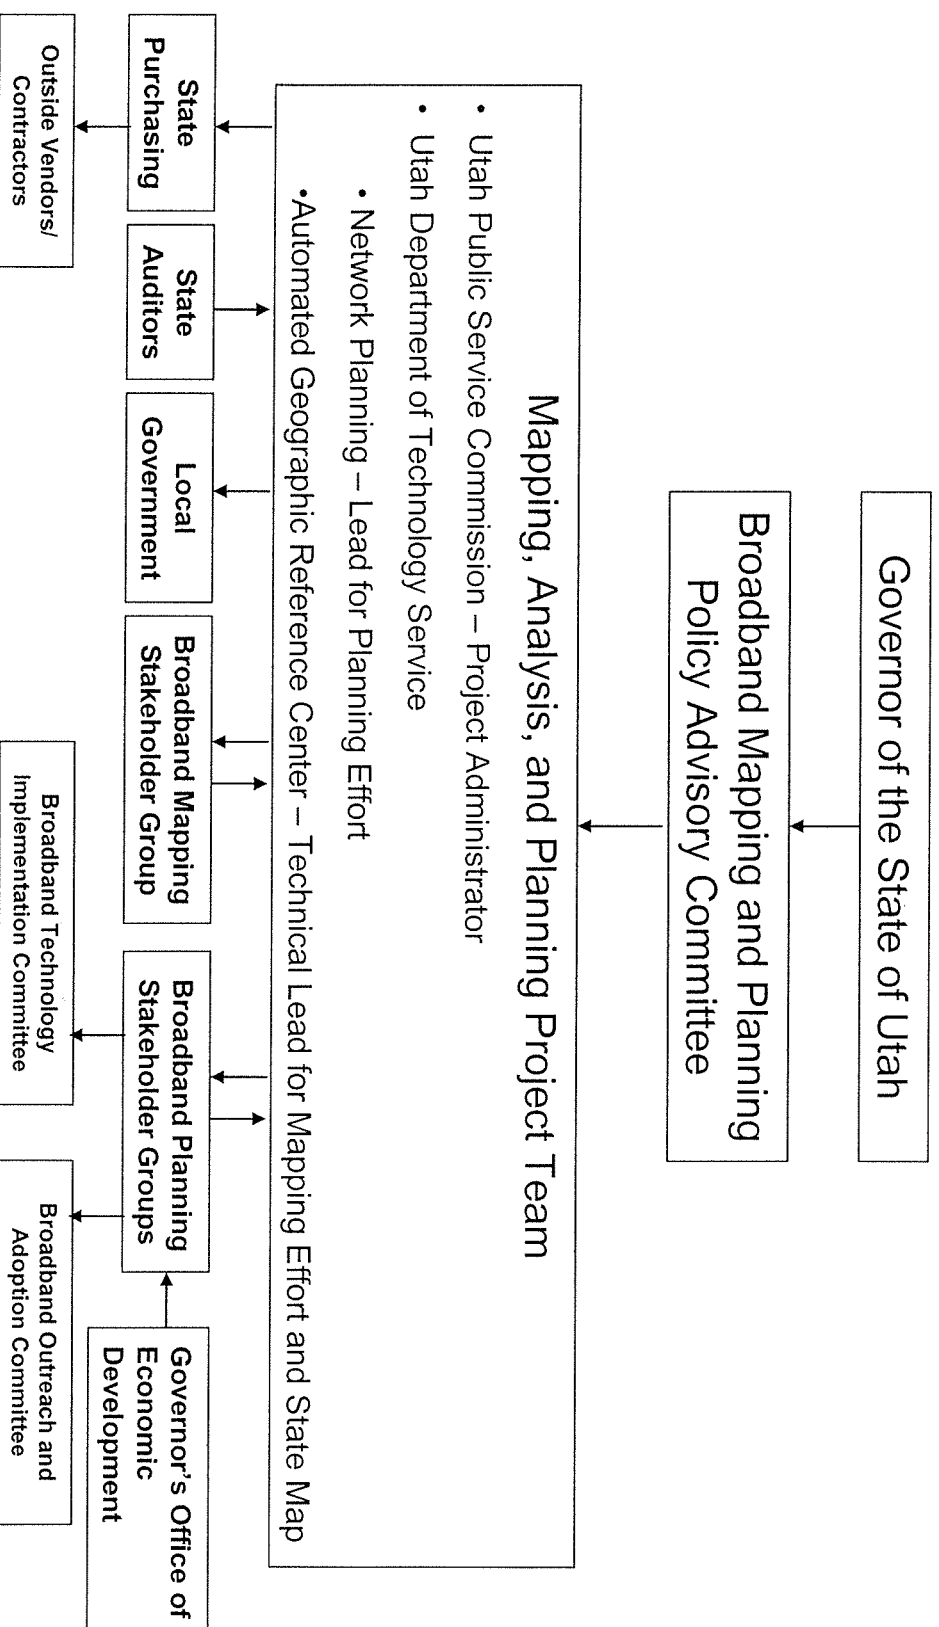 Governor of the State of Utah
Broadband Mapping and Planning
Policy Advisory Committee
Mapping, Analysis, and Planning Project Team
• Utah Public Service Commission – Project Administrator
• Utah Department of Technology Service
• Network Planning – Lead for Planning Effort
• Automated Geographic Reference Center – Technical Lead for Mapping Effort and State Map
State
Purchasing
State
Auditors
Local
Government
Broadband Mapping
Stakeholder Group
Broadband Planning
Stakeholder Groups
Governor's Office of
Economic
Development
Outside Vendors/
Contractors
Broadband Technology
Implementation Committee
Broadband Outreach and
Adoption Committee